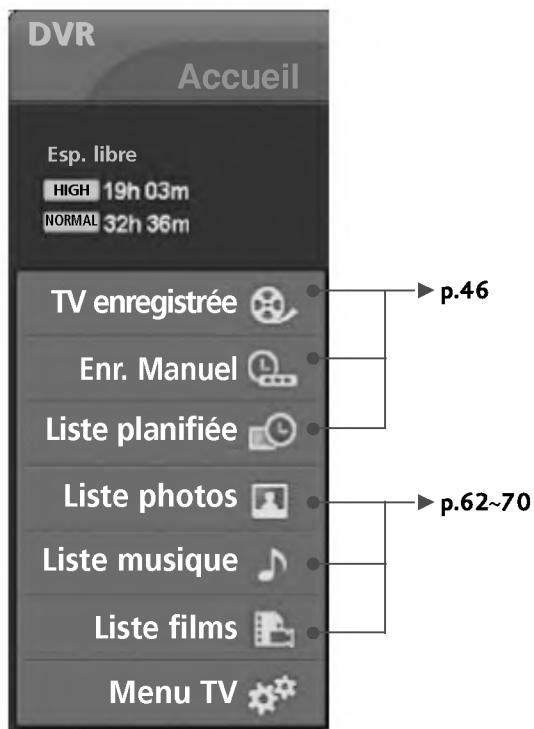 DVR
Accueil
Esp. libre
HIGH 19h 03m
NORMAL 32h 36m
TV enregistrée
p.46
Enr. Manuel
Liste planifiée
Liste photos
p.62~70
Liste musique
Liste films
Menu TV